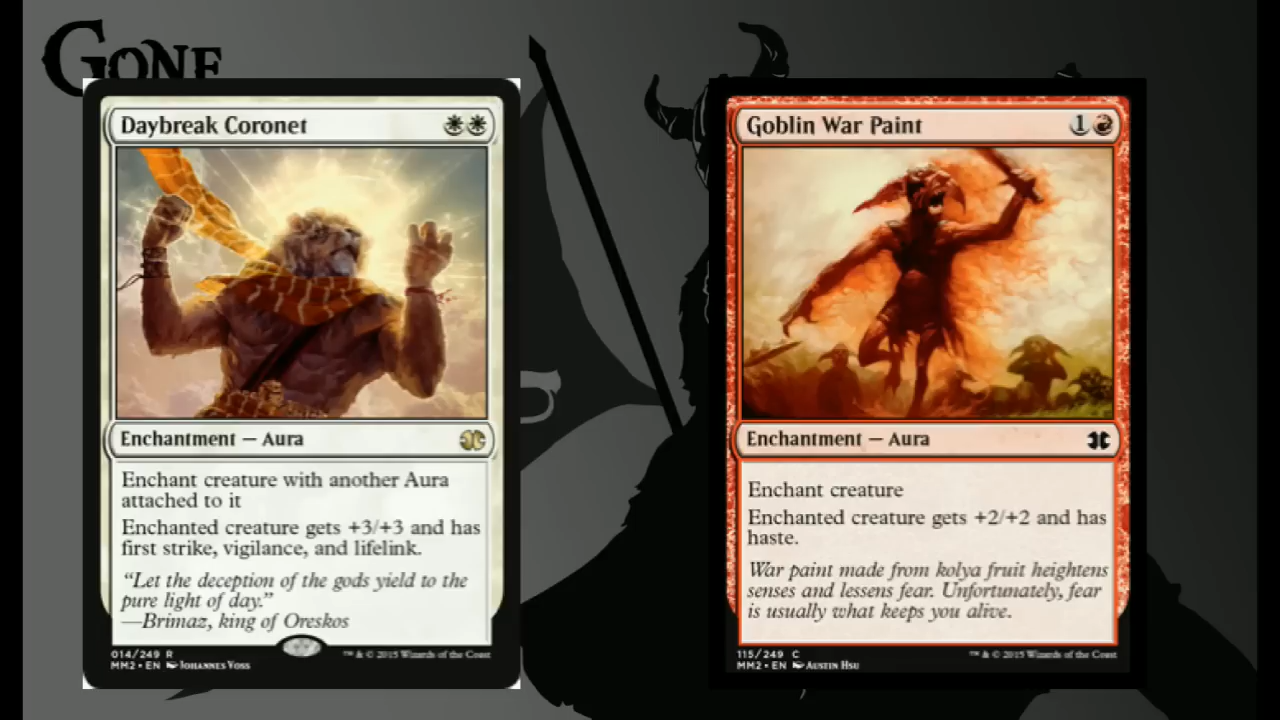 Gone
Daybreak Coronet
Enchantment — Aura
Enchant creature with another Aura
attached to it
Enchanted creature gets +3/+3 and has
first strike, vigilance, and lifelink.
“Let the deception of the gods yield to the
pure light of day.”
—Brimaz, king of Oreskos
014/249 R
MM2 • EN Johannes Voss
™ & © 2015 Wizards of the Coast
Goblin War Paint 1
Enchantment — Aura
Enchant creature
Enchanted creature gets +2/+2 and has
haste.
War paint made from kolya fruit heightens
senses and lessens fear. Unfortunately, fear
is usually what keeps you alive.
115/249 C
MM2 • EN Austin Hsu
™ & © 2015 Wizards of the Coast